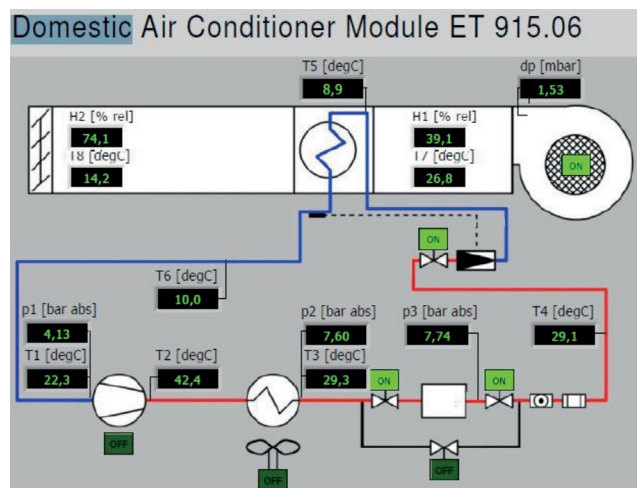 Domestic Air Conditioner Module ET 915.06
T5 [degC]
8,9
dp [mbar]
1,53
H2 [% rel]
74,1
T8 [degC]
14,2
H1 [% rel]
39,1
T7 [degC]
26,8
ON
ON
T6 [degC]
10,0
p1 [bar abs]
4,13
T1 [degC]
22,3
T2 [degC]
42,4
p2 [bar abs]
7,60
T3 [degC]
29,3
p3 [bar abs]
7,74
T4 [degC]
29,1
ON
ON
OFF
OFF
OFF